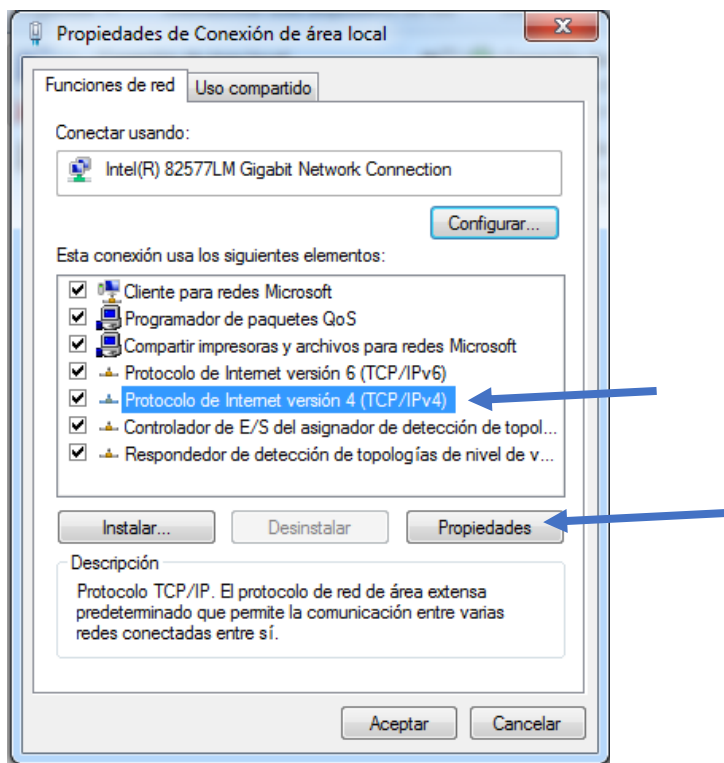 Propiedades de Conexión de área local
Funciones de red
Uso compartido
Conectar usando:
Intel(R) 82577LM Gigabit Network Connection
Configurar...
Esta conexión usa los siguientes elementos:
Cliente para redes Microsoft
Programador de paquetes QoS
Compartir impresoras y archivos para redes Microsoft
Protocolo de Internet versión 6 (TCP/IPv6)
Protocolo de Internet versión 4 (TCP/IPv4)
Controlador de E/S del asignador de detección de topol...
Respondedor de detección de topologías de nivel de v...
Instalar...
Desinstalar
Propiedades
Descripción
Protocolo TCP/IP. El protocolo de red de área extensa
predeterminado que permite la comunicación entre varias
redes conectadas entre sí.
Aceptar
Cancelar